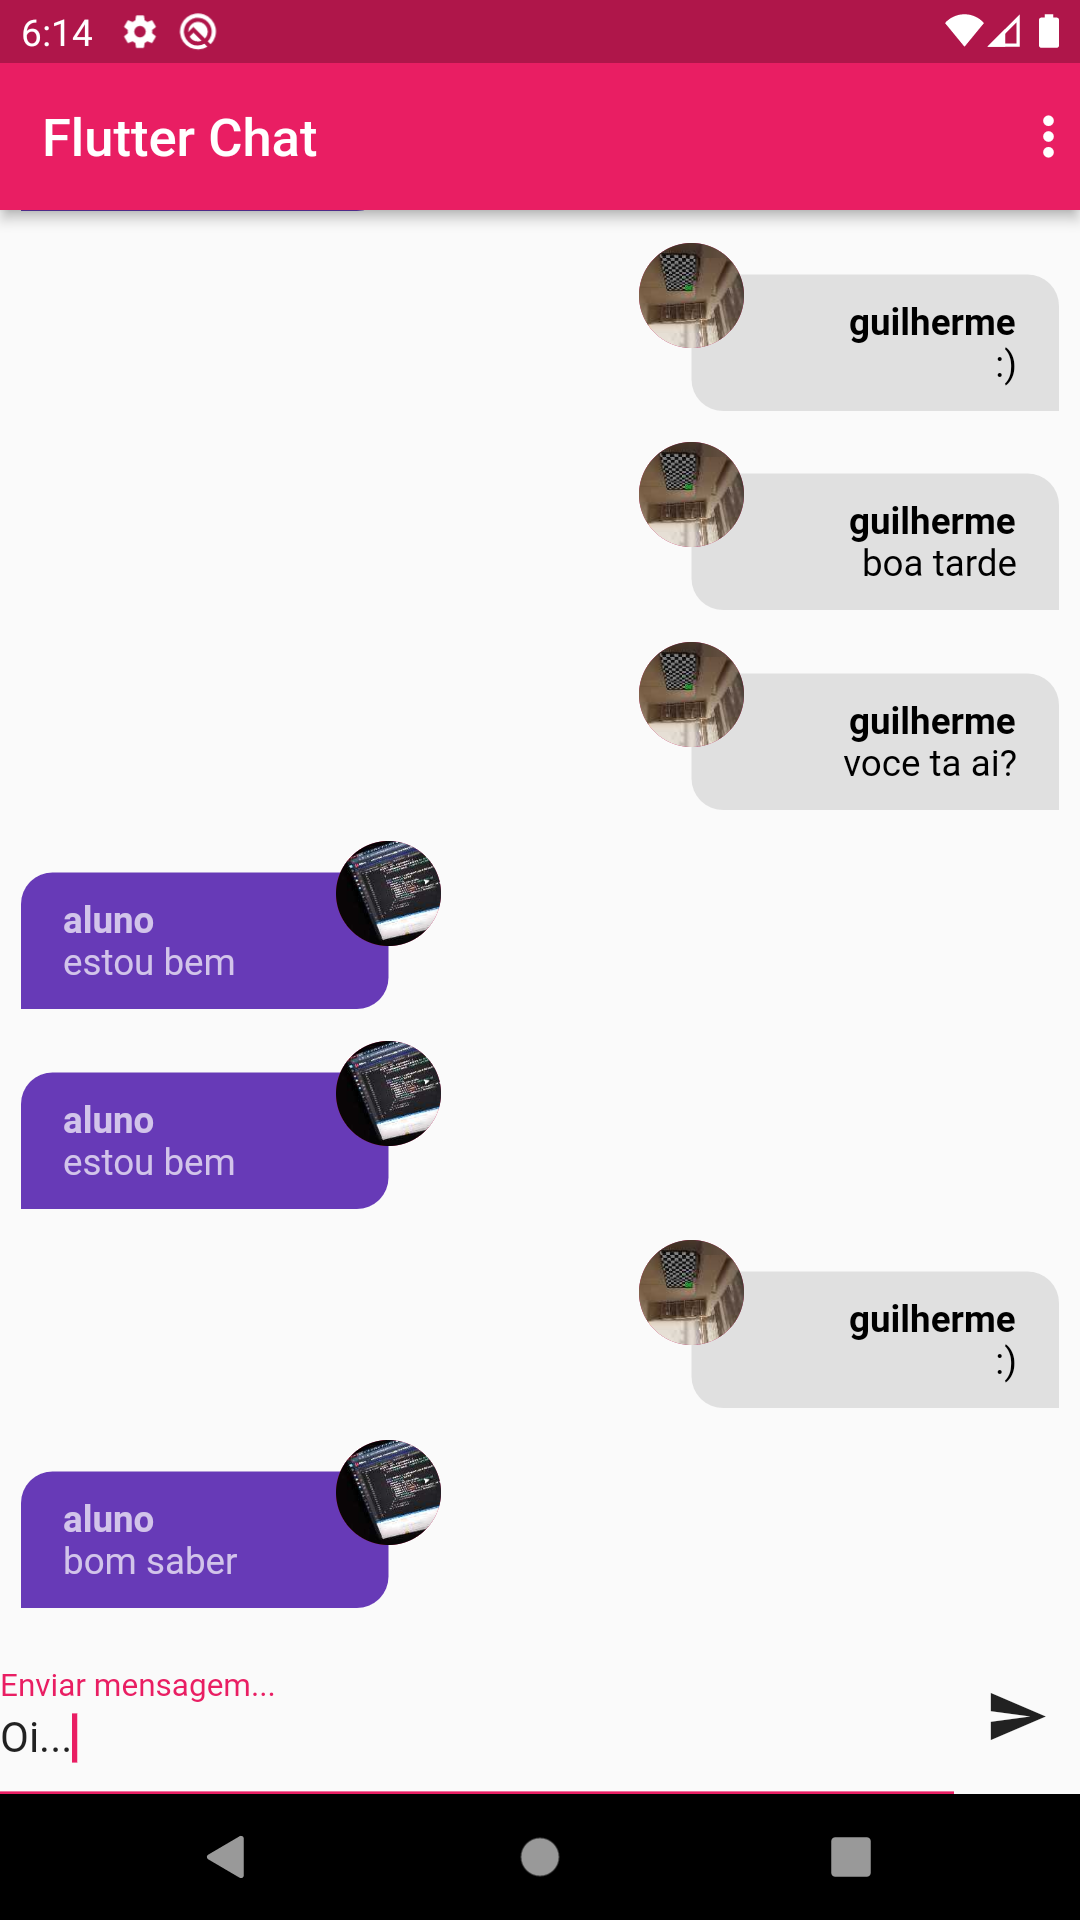 6:14
Flutter Chat
guilherme
:)
guilherme
boa tarde
guilherme
voce ta ai?
aluno
estou bem
aluno
estou bem
guilherme
:)
aluno
bom saber
Enviar mensagem...
Oi...